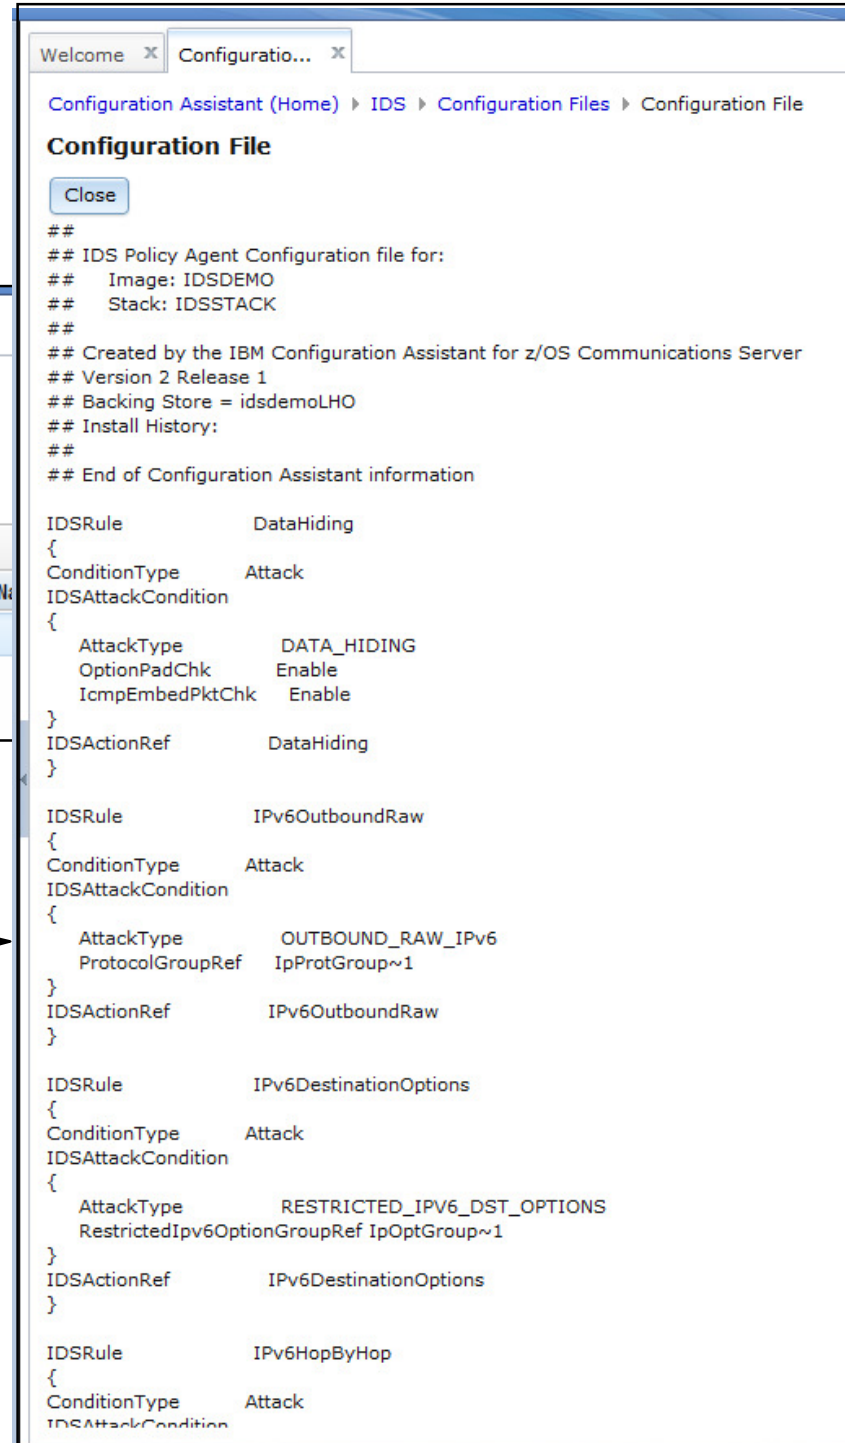 Welcome x Configuratio... x
Configuration Assistant (Home) IDS Configuration Files Configuration File
Configuration File
Close
##
## IDS Policy Agent Configuration file for:
##    Image: IDSDEMO
##    Stack: IDSSTACK
##
## Created by the IBM Configuration Assistant for z/OS Communications Server
## Version 2 Release 1
## Backing Store = idsdemoLHO
## Install History:
##
## End of Configuration Assistant information
IDSRule DataHiding
{
ConditionType Attack
IDSAttackCondition
{
AttackType DATA_HIDING
OptionPadChk Enable
IcmpEmbedPktChk Enable
}
IDSActionRef DataHiding
}
IDSRule IPv6OutboundRaw
{
ConditionType Attack
IDSAttackCondition
{
AttackType OUTBOUND_RAW_IPv6
ProtocolGroupRef IpProtGroup~1
}
IDSActionRef IPv6OutboundRaw
}
IDSRule IPv6DestinationOptions
{
ConditionType Attack
IDSAttackCondition
{
AttackType RESTRICTED_IPV6_DST_OPTIONS
RestrictedIpv6OptionGroupRef IpOptGroup~1
}
IDSActionRef IPv6DestinationOptions
}
IDSRule IPv6HopByHop
{
ConditionType Attack
IDSAttackCondition